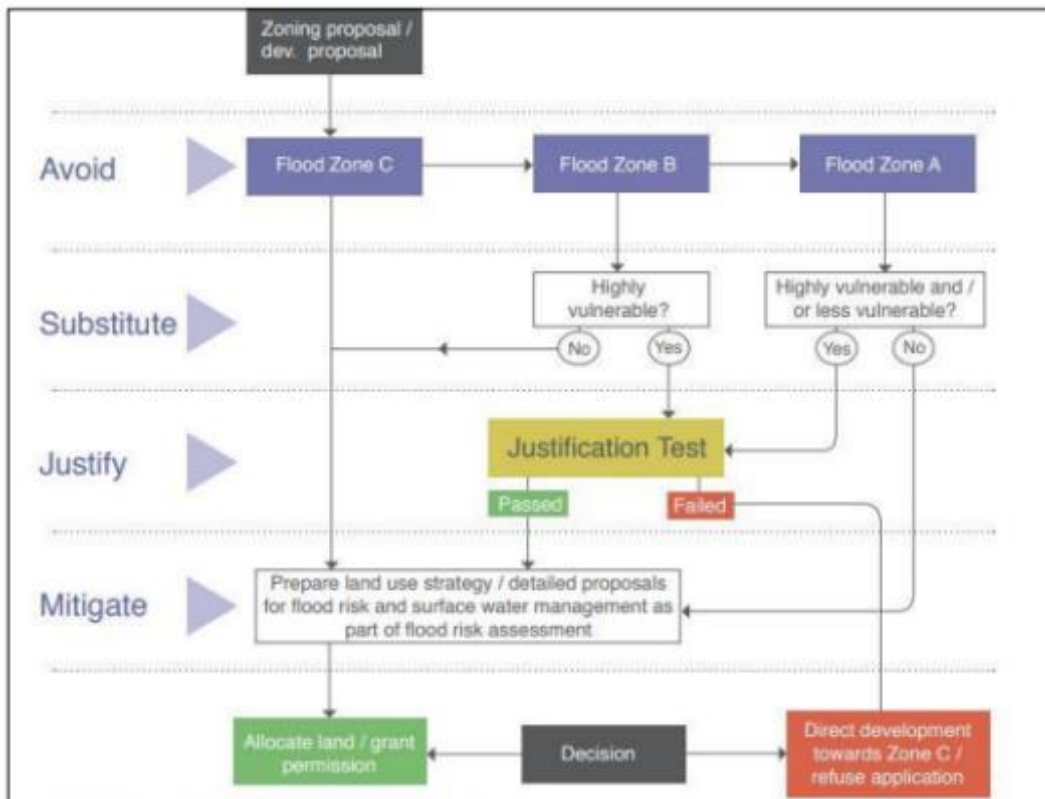 Zoning proposal /
dev. proposal
Avoid
Flood Zone C
Flood Zone B
Flood Zone A
Substitute
Highly
vulnerable?
Highly vulnerable and /
or less vulnerable?
No
Yes
Yes
No
Justify
Justification Test
Passed
Failed
Mitigate
Prepare land use strategy / detailed proposals
for flood risk and surface water management as
part of flood risk assessment
Allocate land / grant
permission
Decision
Direct development
towards Zone C /
refuse application